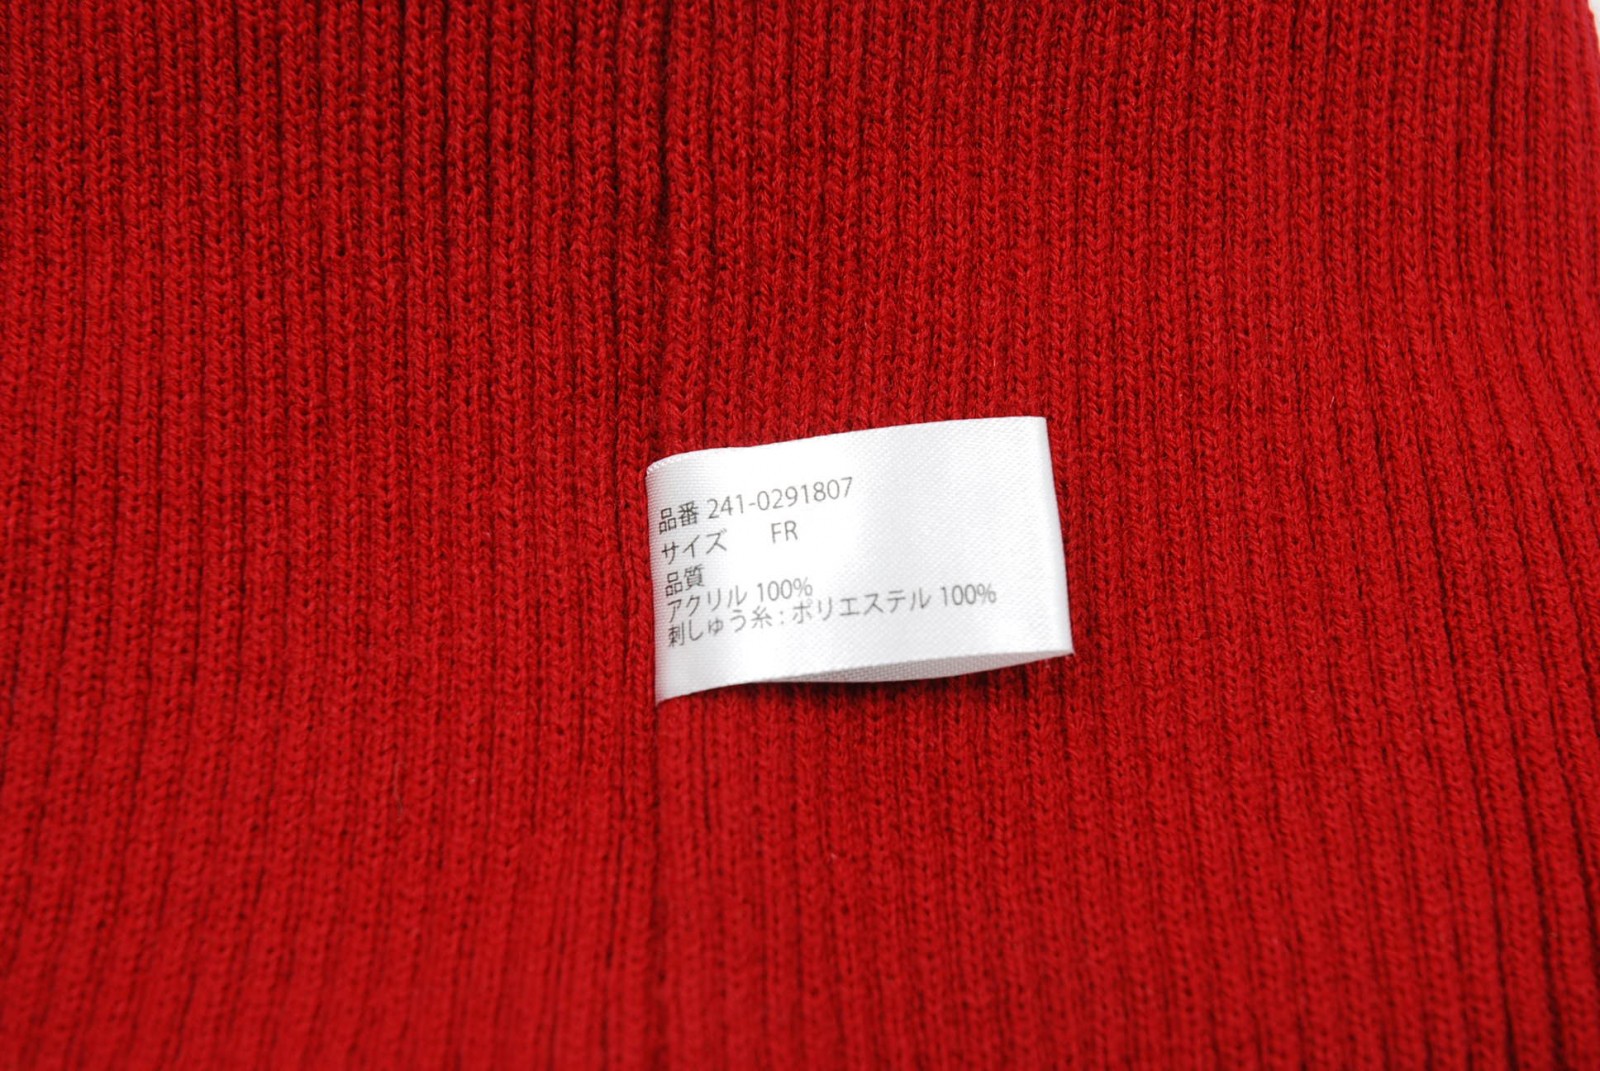 品番 241-0291807
サイズ FR
品質
アクリル 100%
刺しゅう糸 : ポリエステル 100%